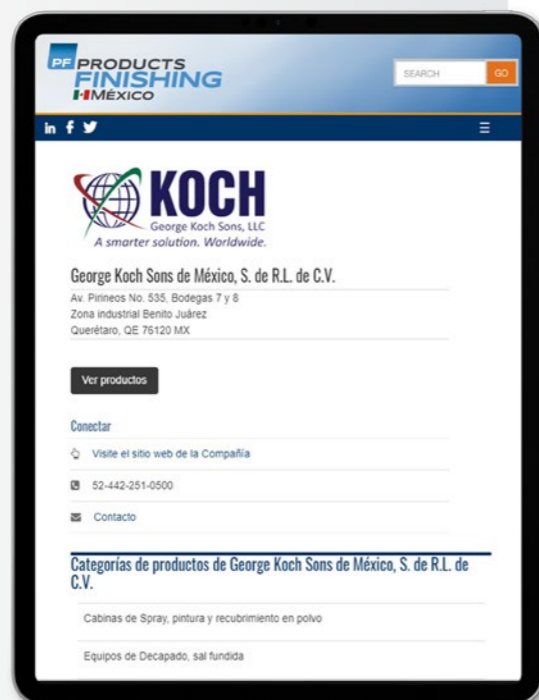 PF PRODUCTS
FINISHING
MÉXICO
SEARCH GO
in f
KOCH
George Koch Sons, LLC
A smarter solution. Worldwide.
George Koch Sons de México, S. de R.L. de C.V.
Av. Pirineos No. 535, Bodegas 7 y 8
Zona industrial Benito Juárez
Querétaro, QE 76120 MX
Ver productos
Conectar
Visite el sitio web de la Compañía
52-442-251-0500
Contacto
Categorías de productos de George Koch Sons de México, S. de R.L. de
C.V.
Cabinas de Spray, pintura y recubrimiento en polvo
Equipos de Decapado, sal fundida